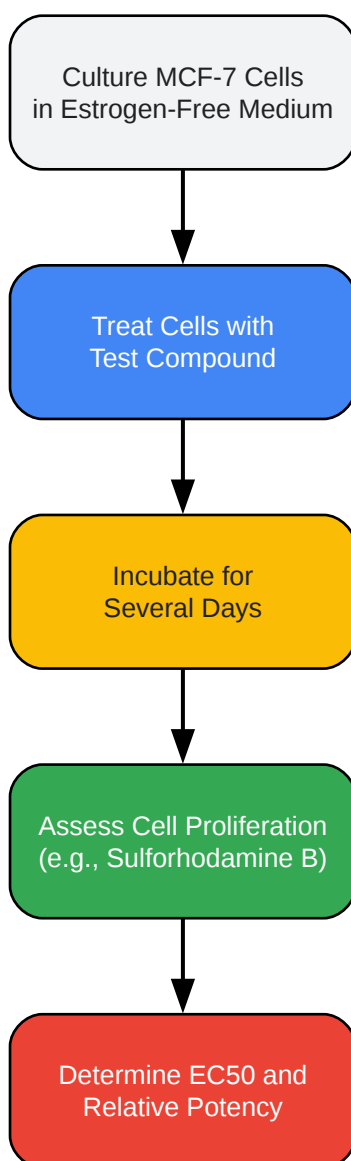 Culture MCF-7 Cells
in Estrogen-Free Medium
Treat Cells with
Test Compound
Incubate for
Several Days
Assess Cell Proliferation
(e.g., Sulforhodamine B)
Determine EC50 and
Relative Potency